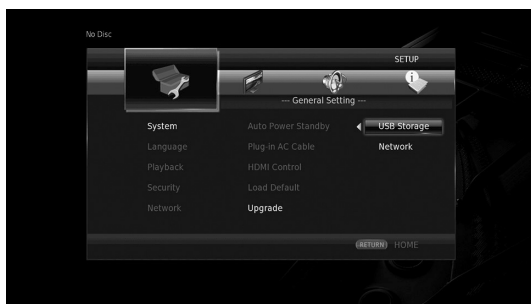 No Disc
SETUP
--- General Setting ---
System Auto Power Standby USB Storage
Language Plug-in AC Cable Network
Playback HDMI Control
Security Load Default
Network Upgrade
RETURN HOME